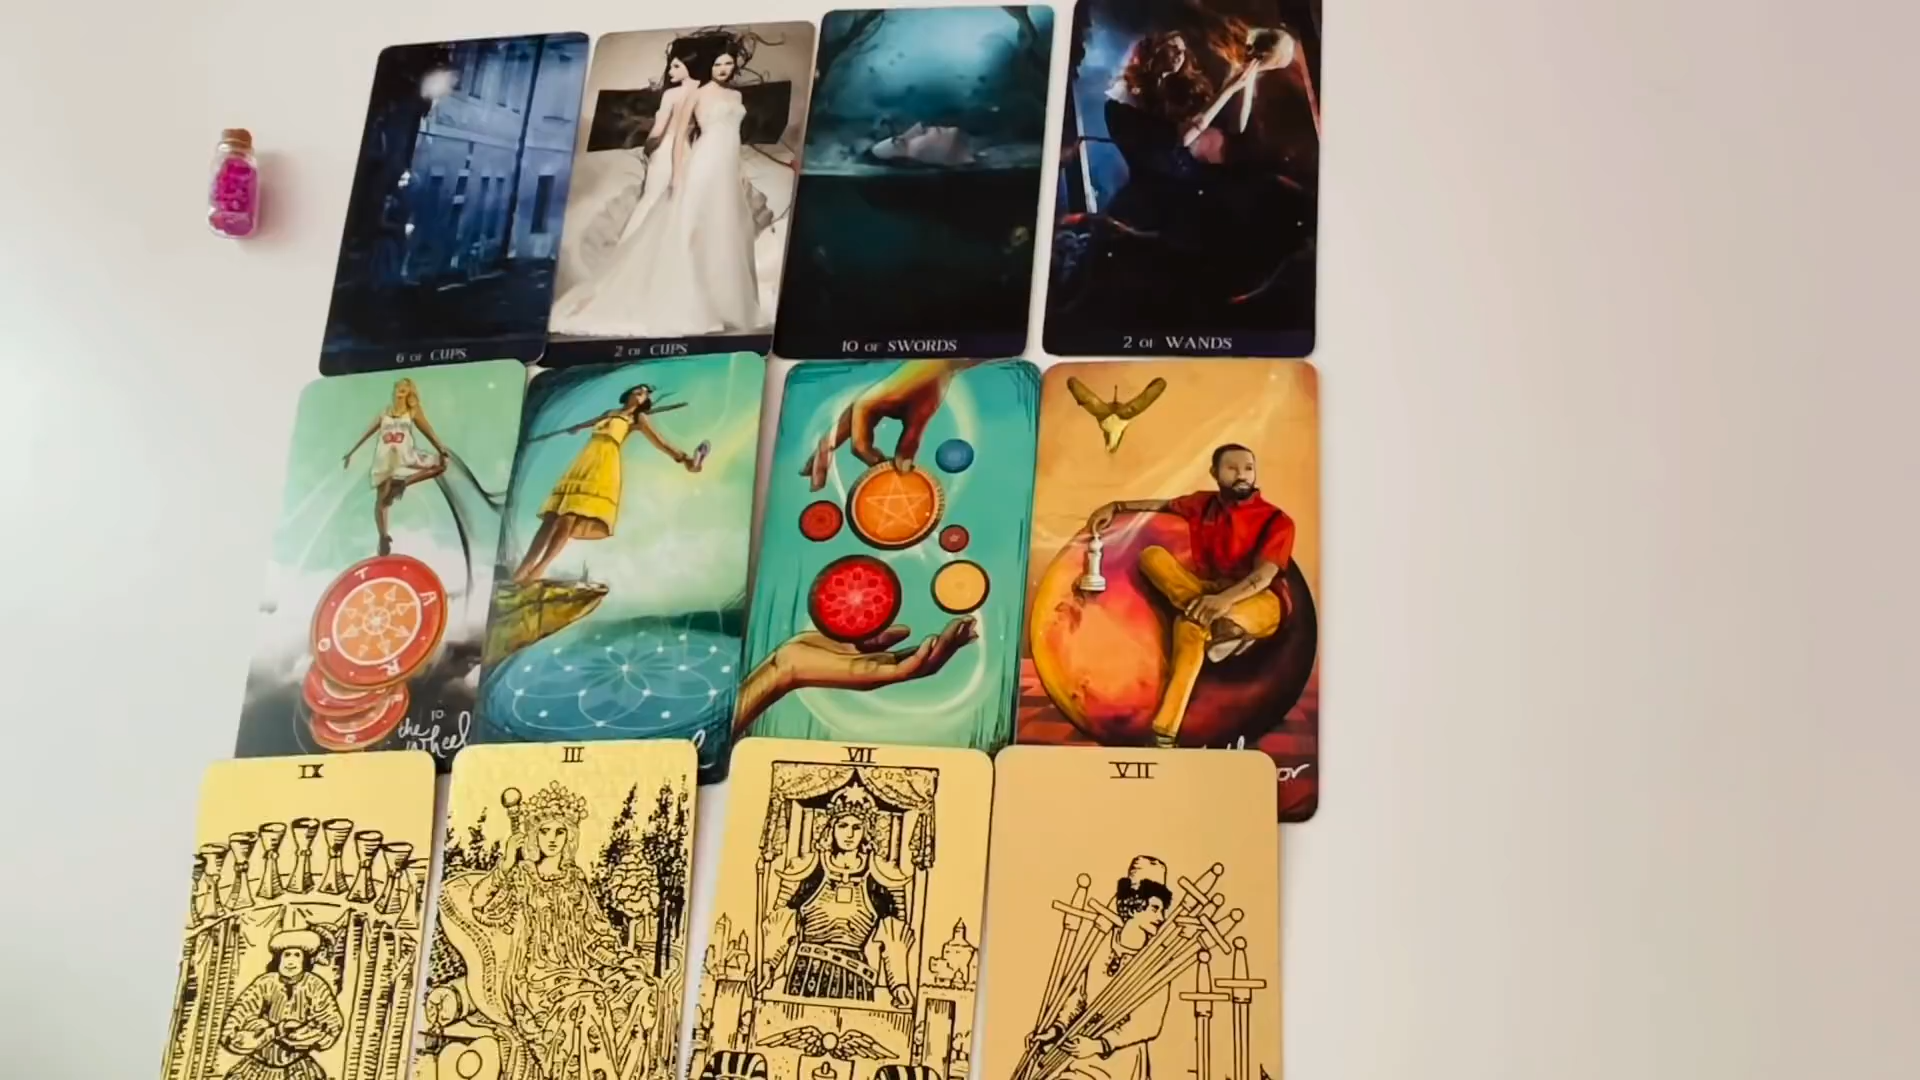 6 OF CUPS
2 OF CUPS
10 OF SWORDS
2 OF WANDS
TARO
10
the Wheel
IX
III
VII
VII